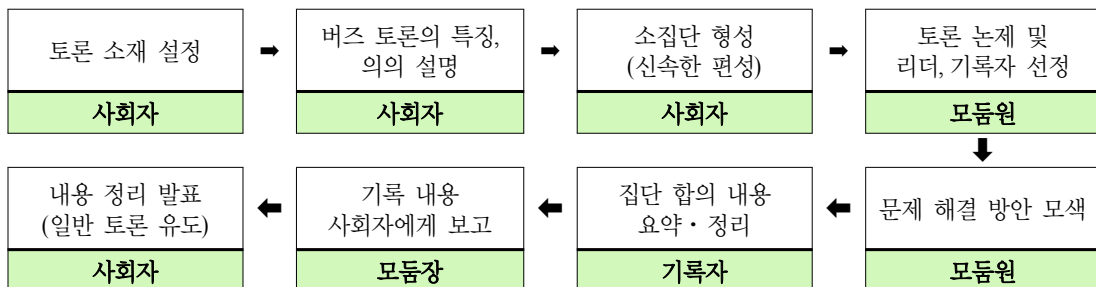 토론 소재 설정
사회자
버즈 토론의 특징,
의의 설명
사회자
소집단 형성
(신속한 편성)
사회자
토론 논제 및
리더, 기록자 선정
모둠원
문제 해결 방안 모색
모둠원
집단 합의 내용
요약・정리
기록자
기록 내용
사회자에게 보고
모둠장
내용 정리 발표
(일반 토론 유도)
사회자